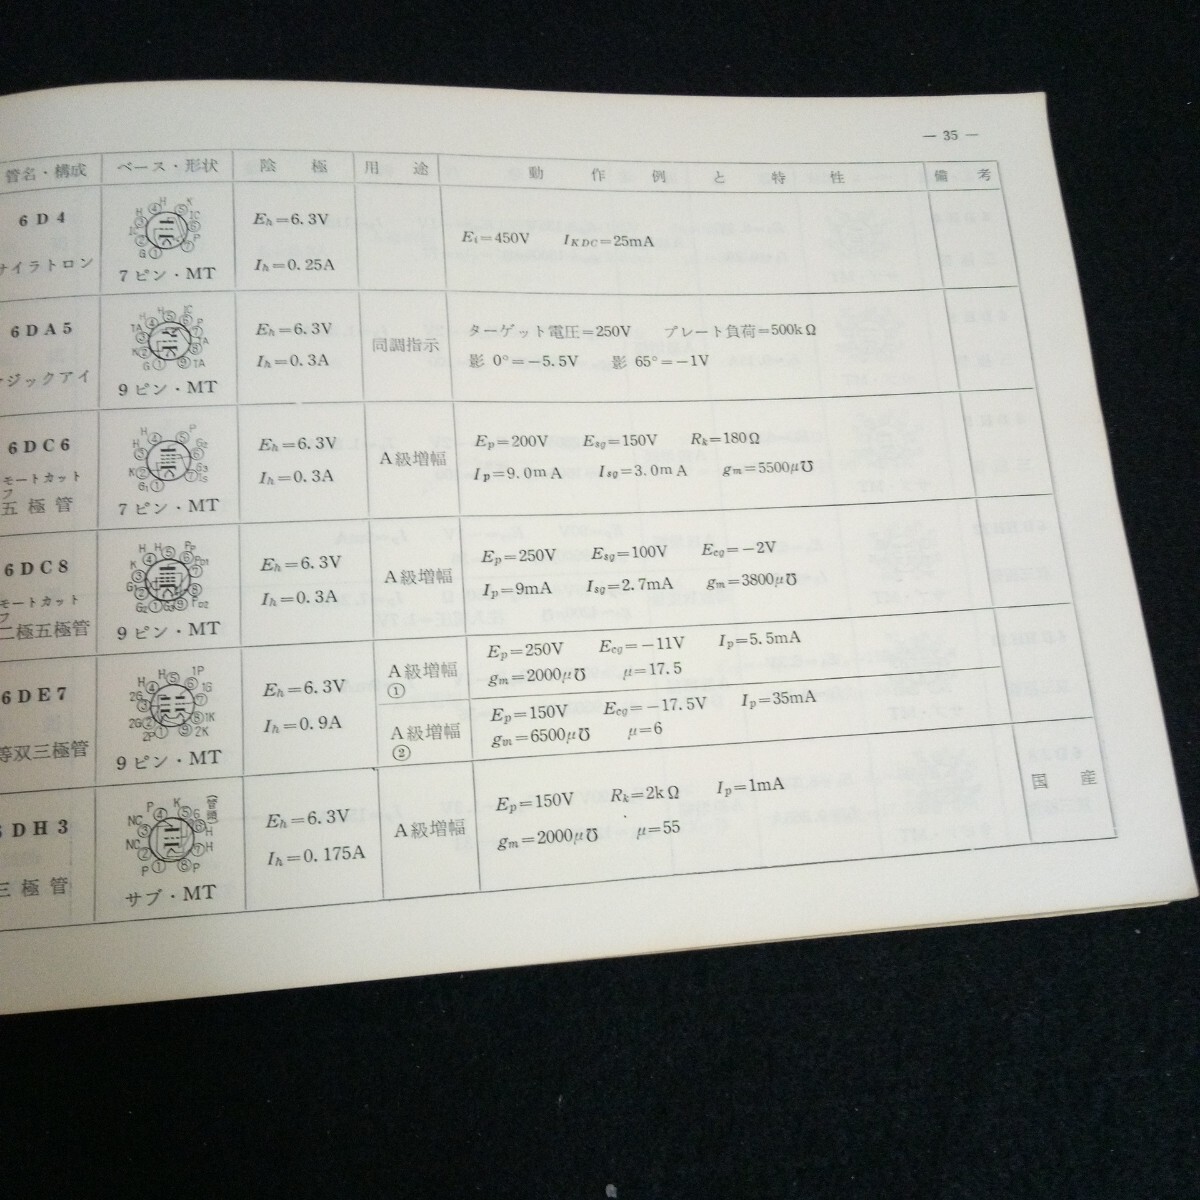 — 35 —
管名・構成 ベース・形状 陰極 用途 動作例と特性 備考
6D4
サイラトロン
7ピン・MT
Eh=6.3V
Ih=0.25A
Ei=450V IKDC=25mA
6DA5
ジックアイ
9ピン・MT
Eh=6.3V
Ih=0.3A
同調指示
ターゲット電圧=250V プレート負荷=500kΩ
影 0°=-5.5V 影 65°=-1V
6DC6
モートカット
フ
五極管
7ピン・MT
Eh=6.3V
Ih=0.3A
A級増幅
Ep=200V Esg=150V Rk=180Ω
Ip=9.0mA Isg=3.0mA gm=5500μ℧
6DC8
モートカット
フ
二極五極管
9ピン・MT
Eh=6.3V
Ih=0.3A
A級増幅
Ep=250V Esg=100V Ecg=-2V
Ip=9mA Isg=2.7mA gm=3800μ℧
6DE7
等双三極管
9ピン・MT
Eh=6.3V
Ih=0.9A
A級増幅
①
Ep=250V Ecg=-11V Ip=5.5mA
gm=2000μ℧ μ=17.5
A級増幅
②
Ep=150V Ecg=-17.5V Ip=35mA
gm=6500μ℧ μ=6
6DH3
三極管
サブ・MT
Eh=6.3V
Ih=0.175A
A級増幅
Ep=150V Rk=2kΩ Ip=1mA
gm=2000μ℧ μ=55
国産